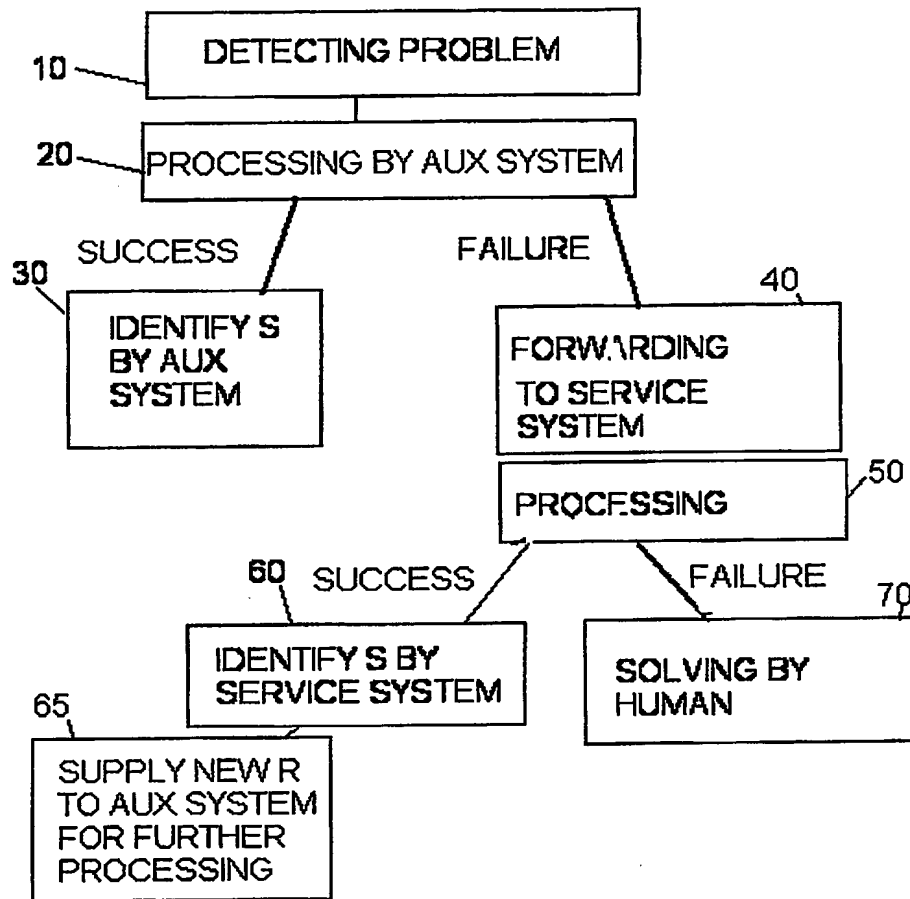 DETECTING PROBLEM
10
PROCESSING BY AUX SYSTEM
20
SUCCESS
FAILURE
30
IDENTIFY S
BY AUX
SYSTEM
40
FORWARDING
TO SERVICE
SYSTEM
PROCESSING
50
60
SUCCESS
FAILURE
70
IDENTIFY S BY
SERVICE SYSTEM
SOLVING BY
HUMAN
65
SUPPLY NEW R
TO AUX SYSTEM
FOR FURTHER
PROCESSING